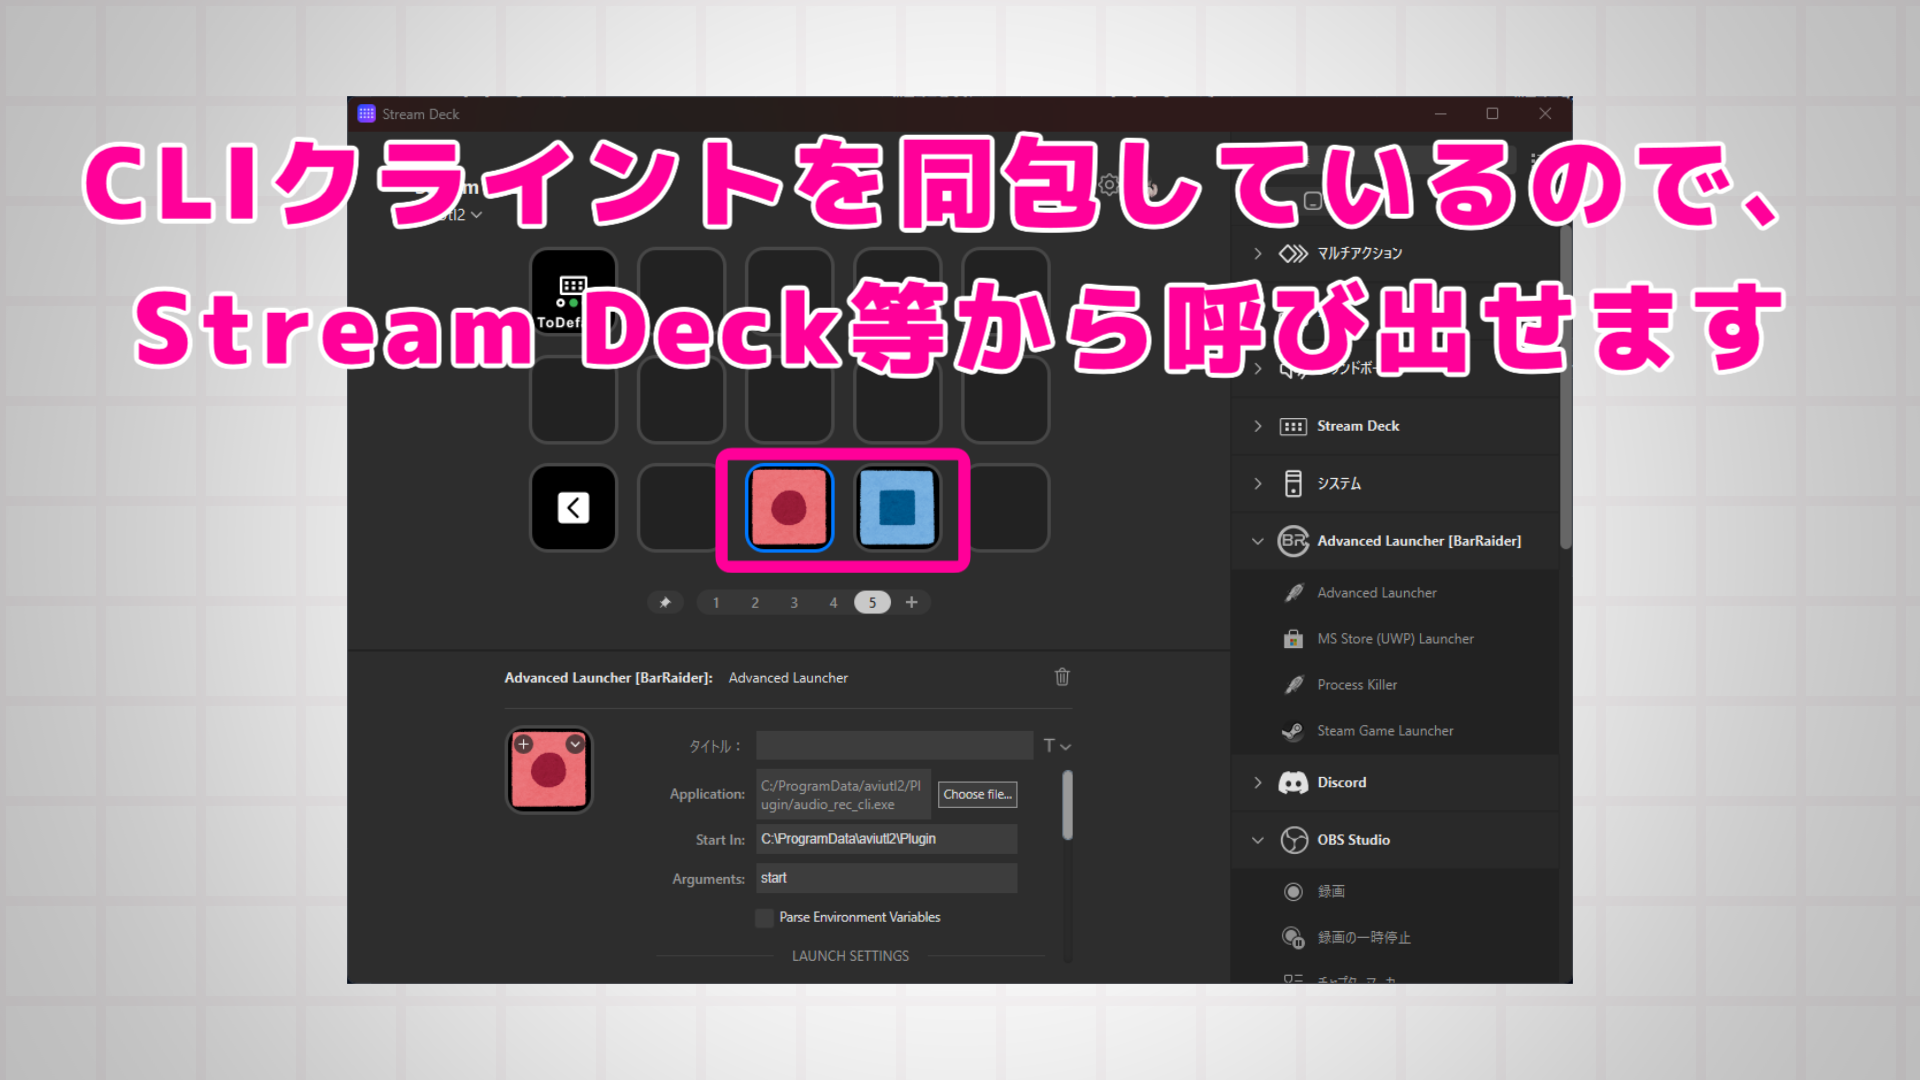 Stream Deck
CLIクライントを同包しているので、
Stream Deck等から呼び出せます
マルチアクション
Stream Deck
システム
Advanced Launcher [BarRaider]
Advanced Launcher
MS Store (UWP) Launcher
Process Killer
Steam Game Launcher
Discord
OBS Studio
録画
録画の一時停止
1 2 3 4 5 +
Advanced Launcher [BarRaider]: Advanced Launcher
タイトル：
T
Application: C:/ProgramData/aviutl2/Pl
ugin/audio_rec_cli.exe
Choose file...
Start In: C:\ProgramData\aviutl2\Plugin
Arguments: start
Parse Environment Variables
LAUNCH SETTINGS